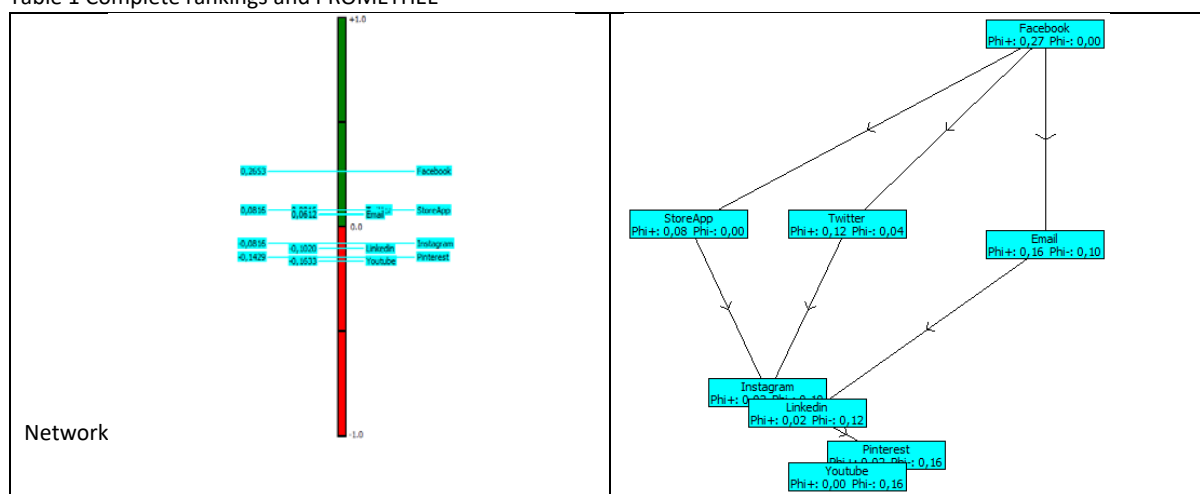 Table 1 Complete rankings and PROMETHEE
+1.0
0,2653 Facebook
0,0816 StoreApp
0,0612 Email
0.0
-0,0816 Instagram
-0,1020 Linkedin
-0,1429 Pinterest
-0,1633 Youtube
-1.0
Network
Facebook
Phi+: 0,27 Phi-: 0,00
StoreApp
Phi+: 0,08 Phi-: 0,00
Twitter
Phi+: 0,12 Phi-: 0,04
Email
Phi+: 0,16 Phi-: 0,10
Instagram
Linkedin
Phi+: 0,02 Phi-: 0,12
Pinterest
Youtube
Phi+: 0,00 Phi-: 0,16